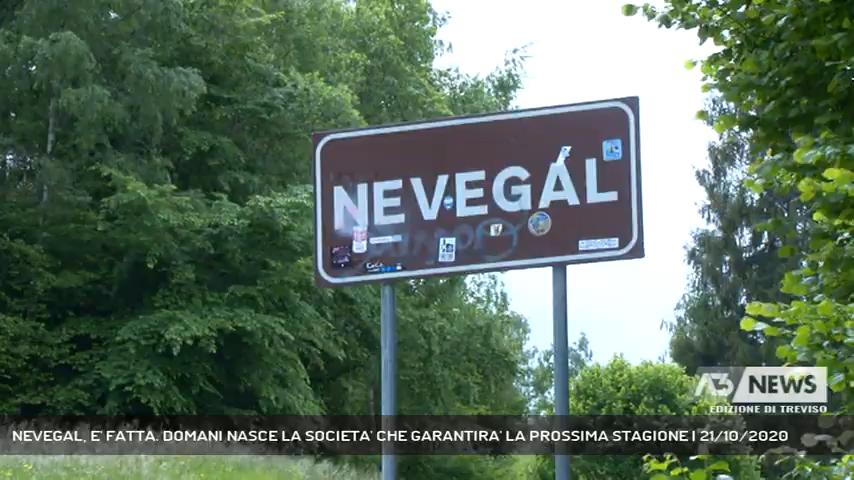 NEVEGÁL
A3 NEWS
EDIZIONE DI TREVISO
NEVEGAL, E' FATTA. DOMANI NASCE LA SOCIETA' CHE GARANTIRA' LA PROSSIMA STAGIONE | 21/10/2020